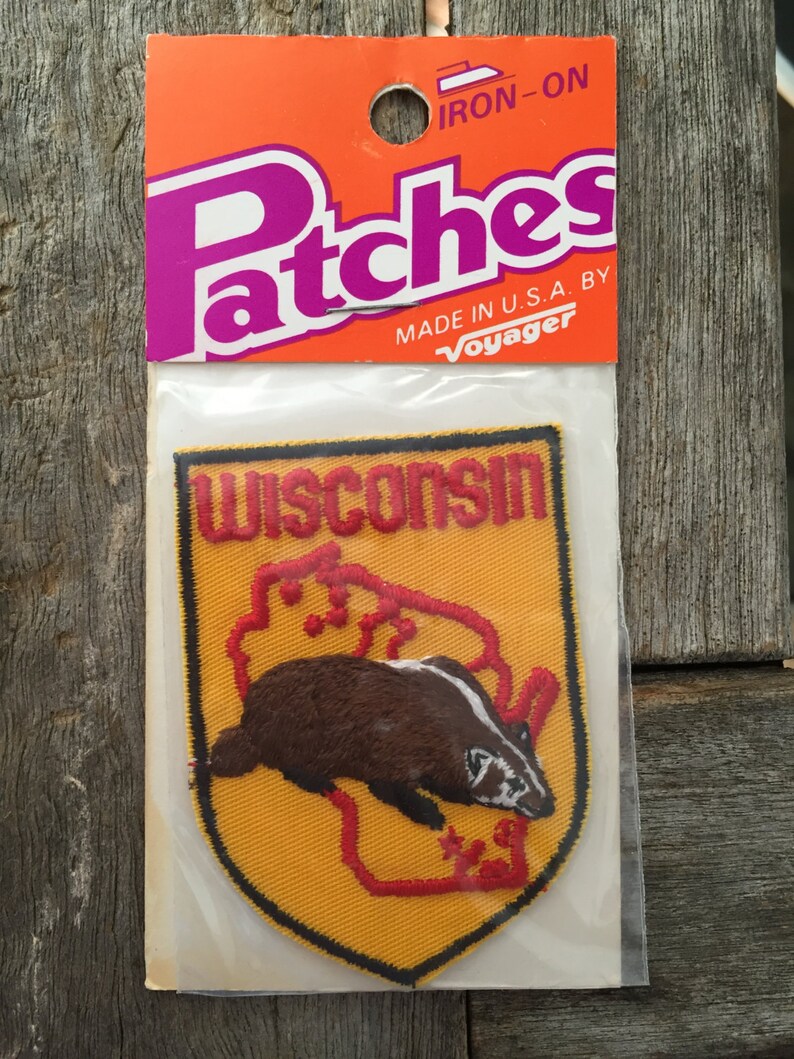 IRON-ON
Patches
MADE IN U.S.A. BY
Voyager
WISCONSIN